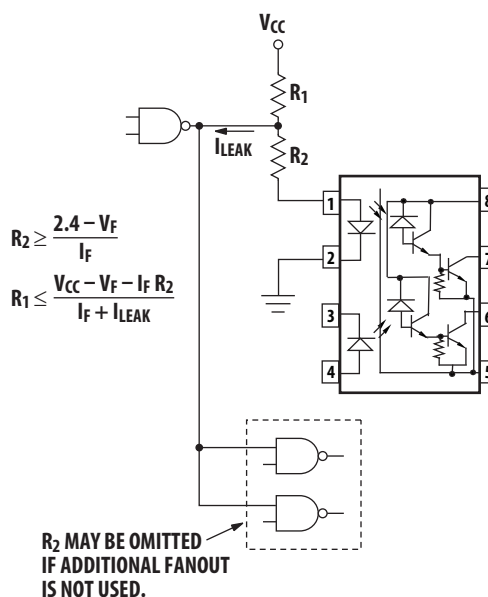 VCC
R1
ILEAK
R2
1
8
2
7
3
6
4
5
R2 ≥ 2.4 – VF / IF
R1 ≤ VCC – VF – IF R2 / IF + ILEAK
R2 MAY BE OMITTED
IF ADDITIONAL FANOUT
IS NOT USED.